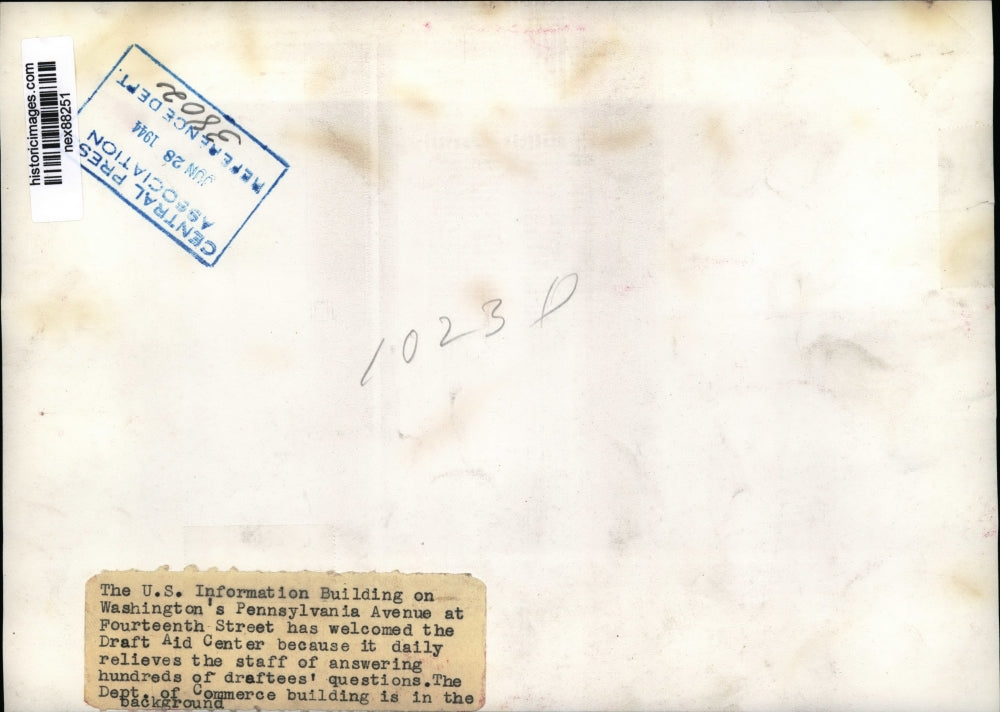 historicimages.com
nex88251
CENTRAL PRESS
ASSOCIATION
JUN 28 1944
3802
REFERENCE DEPT.
1023 P
The U.S. Information Building on
Washington's Pennsylvania Avenue at
Fourteenth Street has welcomed the
Draft Aid Center because it daily
relieves the staff of answering
hundreds of draftees' questions.The
Dept. of Commerce building is in the
background